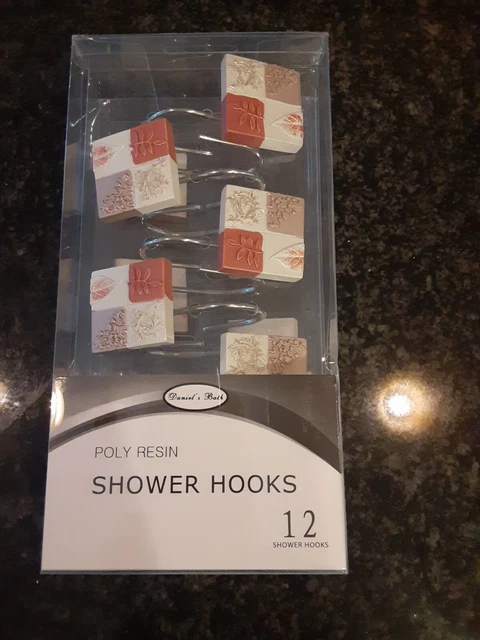 Daniel's Bath
POLY RESIN
SHOWER HOOKS
12
SHOWER HOOKS